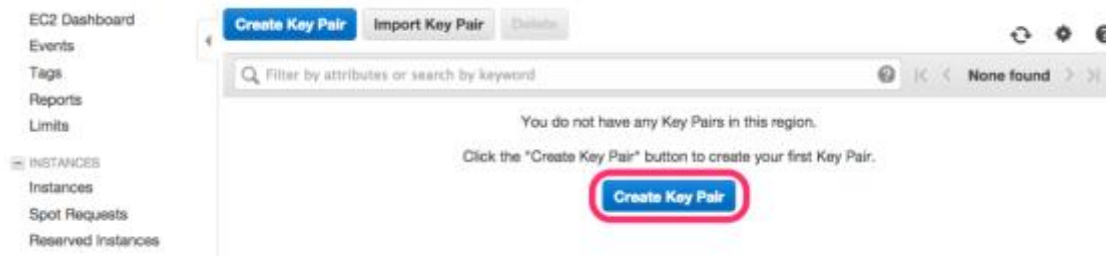 EC2 Dashboard
Events
Tags
Reports
Limits
INSTANCES
Instances
Spot Requests
Reserved Instances
Create Key Pair Import Key Pair Delete
Filter by attributes or search by keyword None found
You do not have any Key Pairs in this region.
Click the "Create Key Pair" button to create your first Key Pair.
Create Key Pair